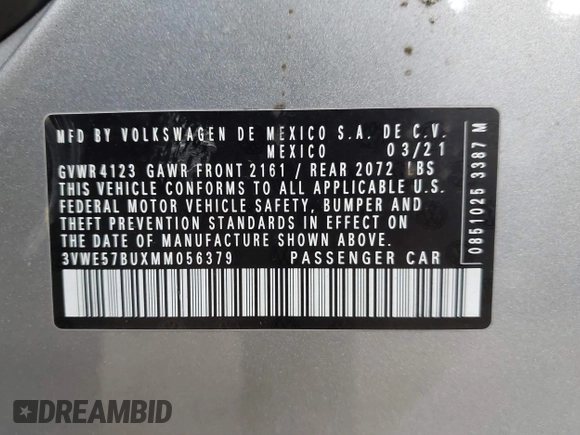 MFD BY VOLKSWAGEN DE MEXICO S.A. DE C.V.
MEXICO 03/21
GVWR 4123 GAWR FRONT 2161 / REAR 2072 LBS
THIS VEHICLE CONFORMS TO ALL APPLICABLE U.S.
FEDERAL MOTOR VEHICLE SAFETY, BUMPER AND
THEFT PREVENTION STANDARDS IN EFFECT ON
THE DATE OF MANUFACTURE SHOWN ABOVE.
3VWE57BUXMM056379 PASSENGER CAR
0851025 3387 M
DREAMBID